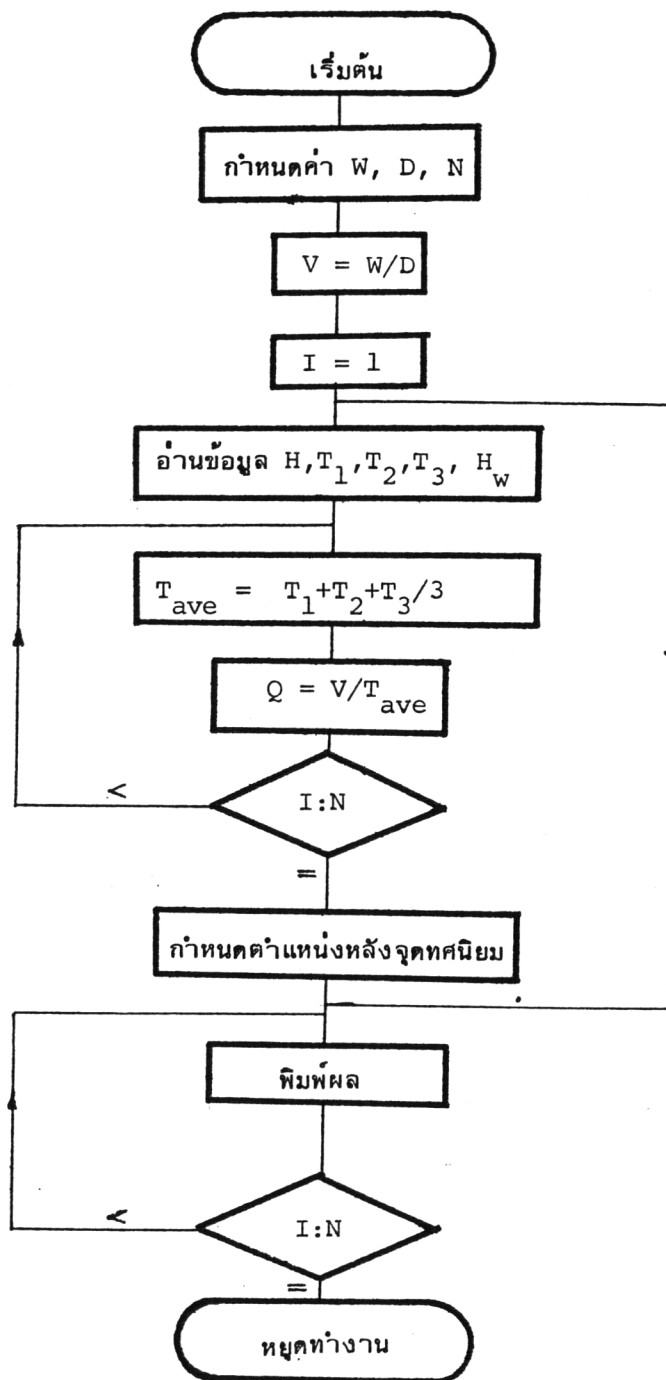 เริ่มต้น
กำหนดค่า W, D, N
V = W/D
I = 1
อ่านข้อมูล H,T₁,T₂,T₃, H_w
T_ave = T₁+T₂+T₃/3
Q = V/T_ave
<
I:N
=
กำหนดตำแหน่งหลังจุดทศนิยม
พิมพ์ผล
<
I:N
=
หยุดทำงาน